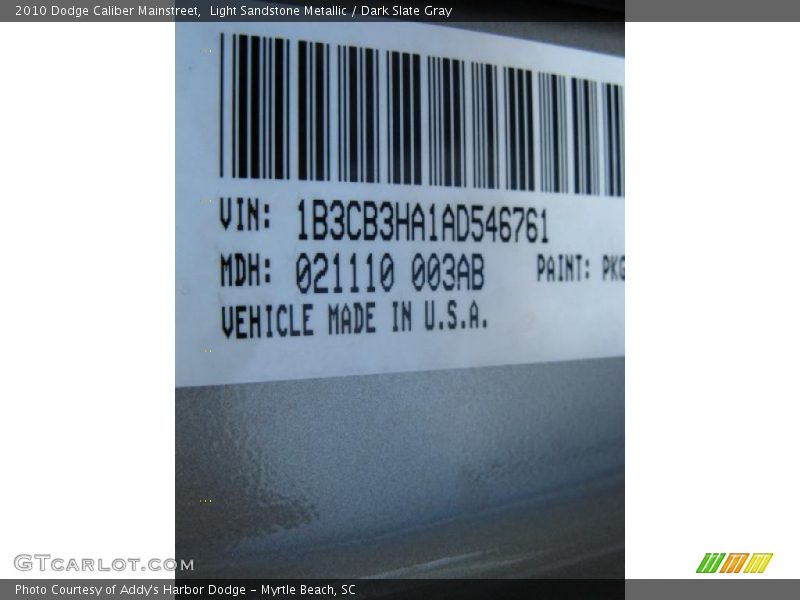 2010 Dodge Caliber Mainstreet,  Light Sandstone Metallic / Dark Slate Gray
VIN: 1B3CB3HA1AD546761
MDH: 021110 003AB PAINT: PKG
VEHICLE MADE IN U.S.A.
GTCARLOT.COM
Photo Courtesy of Addy's Harbor Dodge - Myrtle Beach, SC